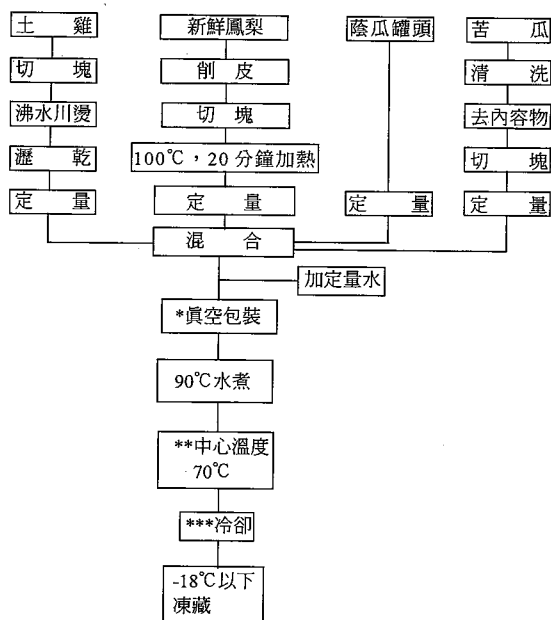 土雞
切塊
沸水川燙
瀝乾
定量
新鮮鳳梨
削皮
切塊
100℃,20分鐘加熱
定量
蔭瓜罐頭
定量
苦瓜
清洗
去內容物
切塊
定量
混合
加定量水
*眞空包裝
90℃水煮
**中心溫度
70℃
***冷卻
-18℃以下
凍藏